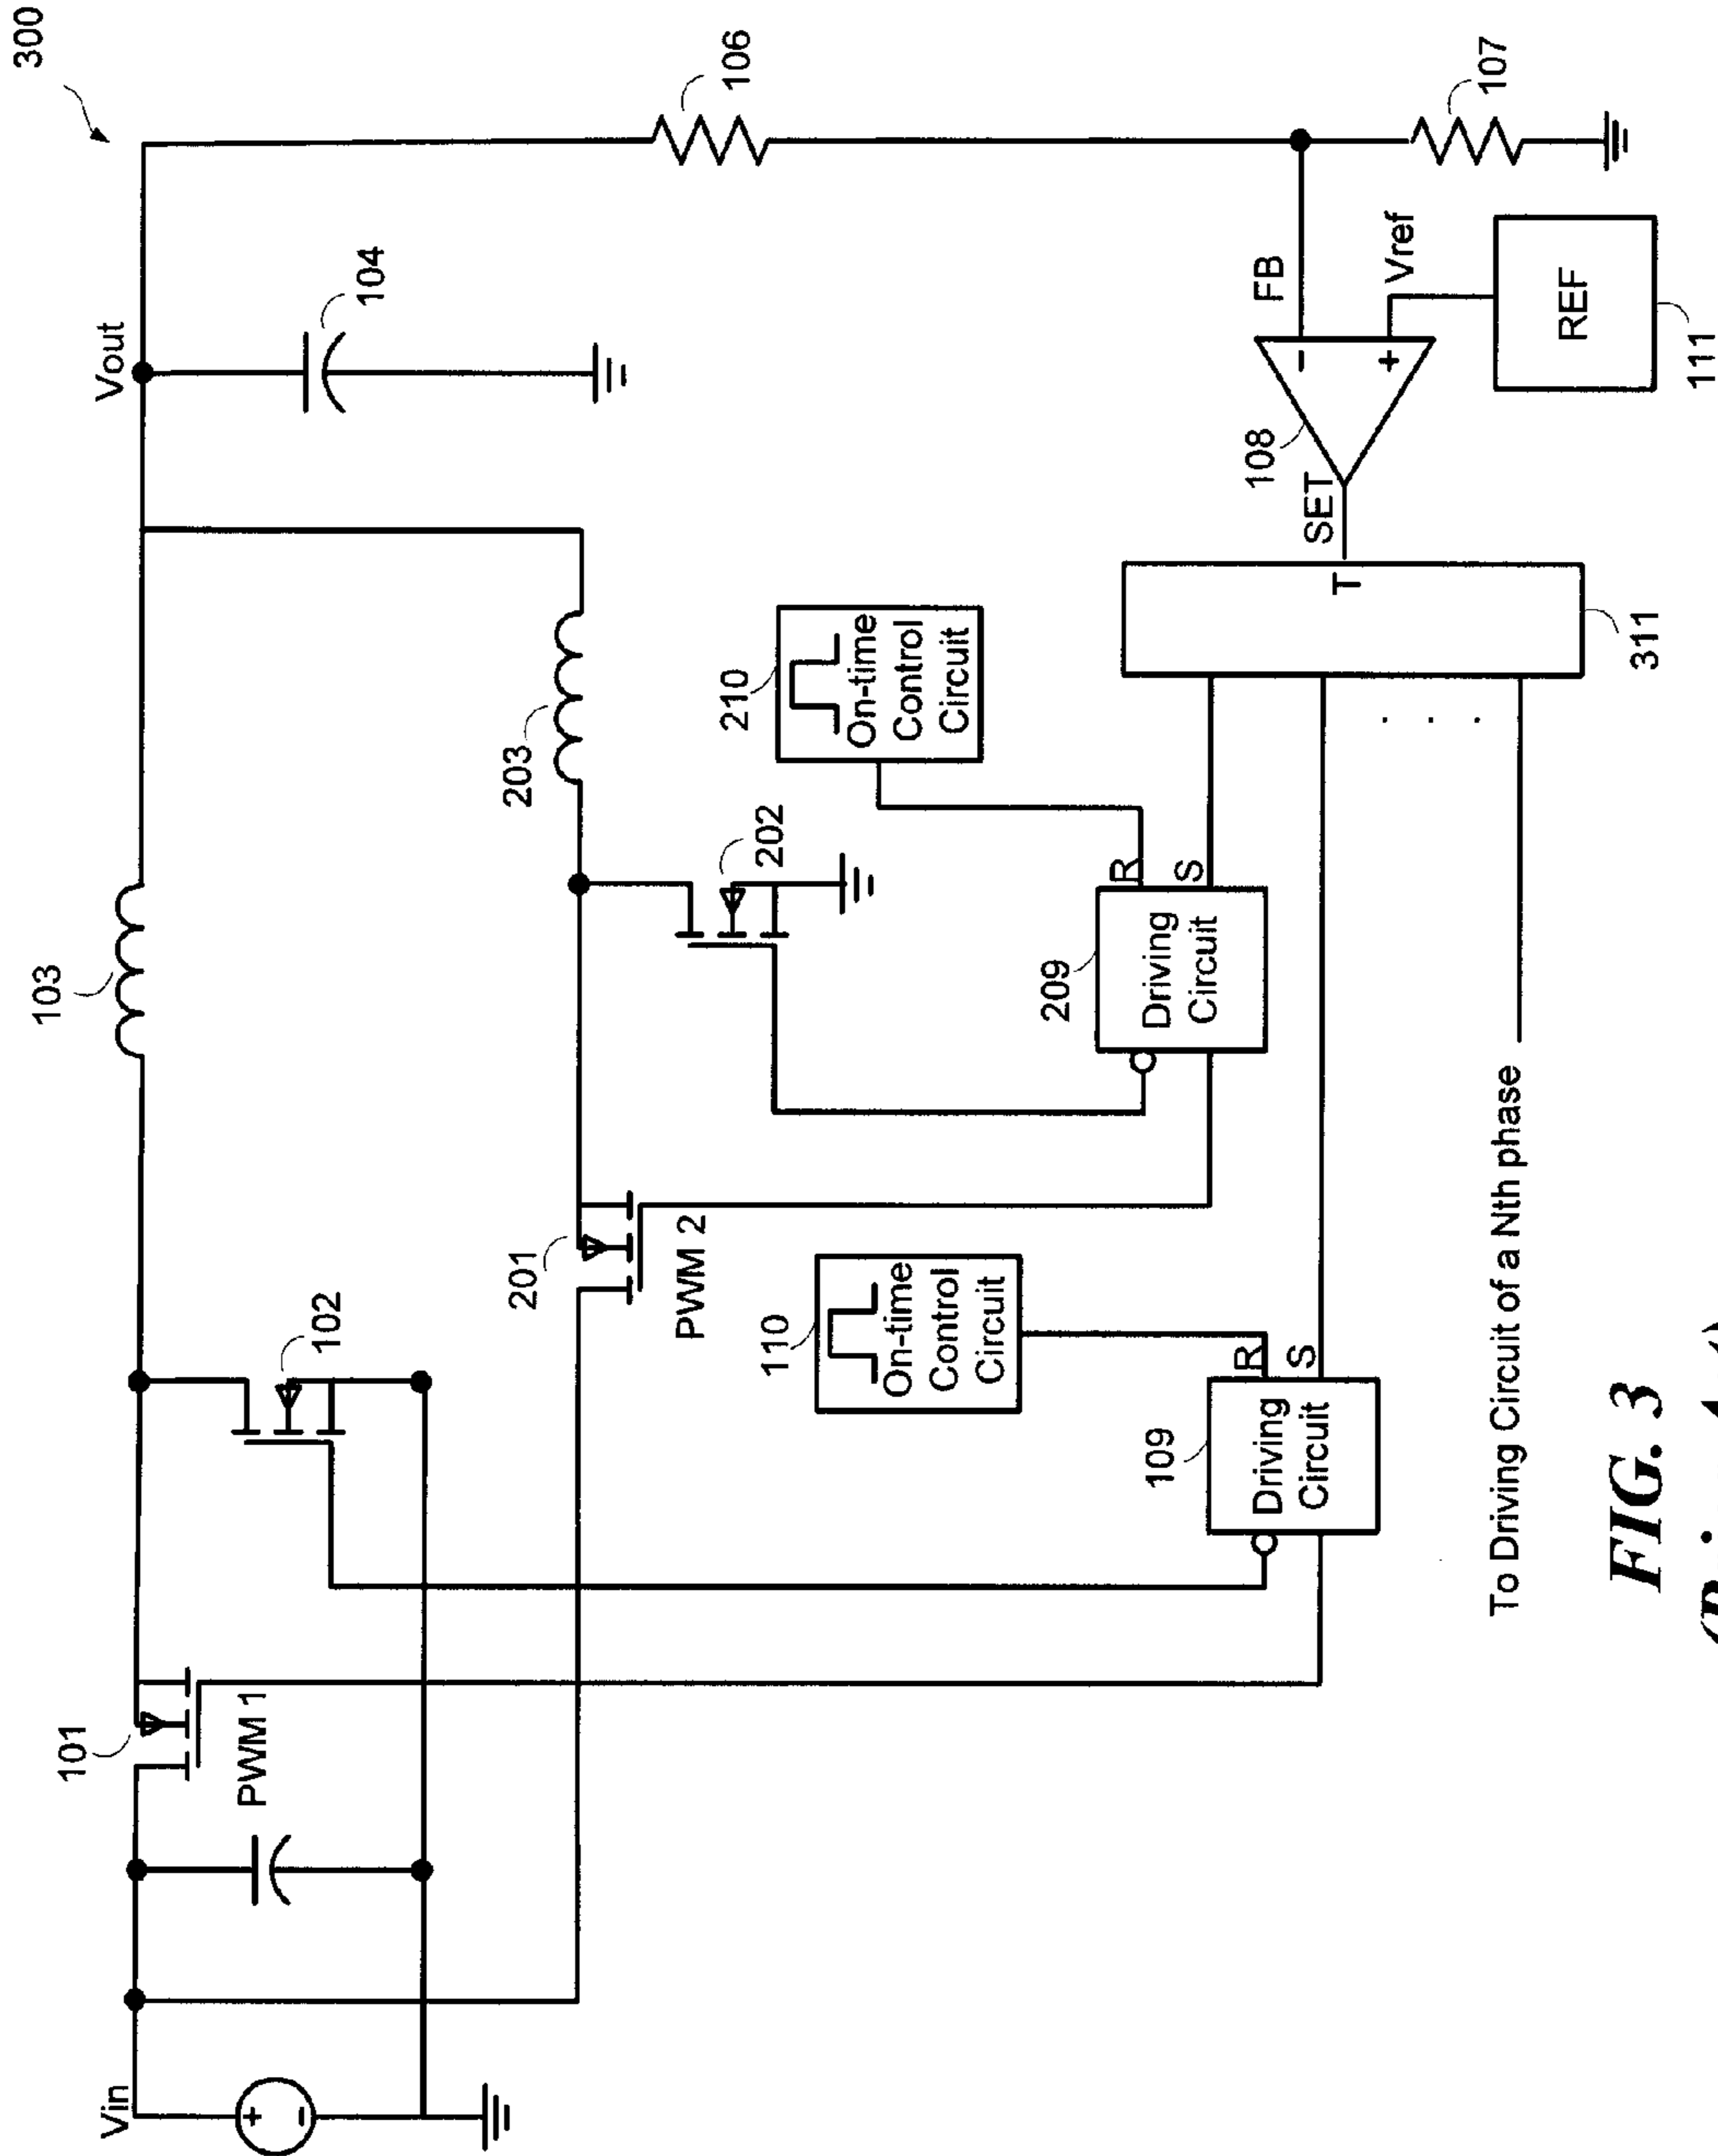 300
Vin
101
PWM 1
102
103
Vout
104
106
201
PWM 2
203
202
110
On-time
Control
Circuit
210
On-time
Control
Circuit
109
Driving
Circuit
R
S
209
Driving
Circuit
R
S
T
311
SET
108
FB
Vref
REF
111
107
To Driving Circuit of a Nth phase
. . .
+
-
-
+
FIG. 3